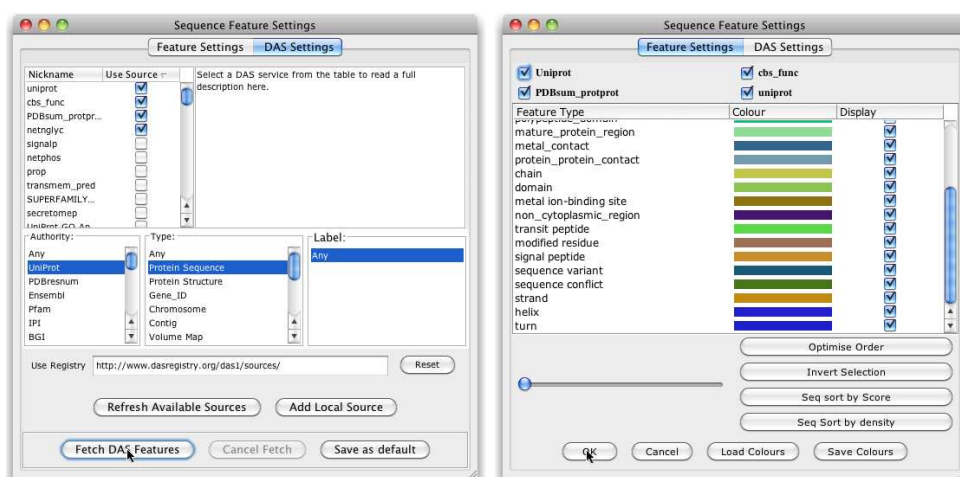 Sequence Feature Settings
Feature Settings DAS Settings
Nickname Use Source
uniprot
cbs_func
PDBsum_protpr...
netnglyc
signalp
netphos
prop
transmem_pred
SUPERFAMILY...
secretomep
UniProt GO An
Select a DAS service from the table to read a full
description here.
Authority:
Any
UniProt
PDBresnum
Ensembl
Pfam
IPI
BGI
Type:
Any
Protein Sequence
Protein Structure
Gene_ID
Chromosome
Contig
Volume Map
Label:
Any
Use Registry http://www.dasregistry.org/das1/sources/ Reset
Refresh Available Sources Add Local Source
Fetch DAS Features Cancel Fetch Save as default
Sequence Feature Settings
Feature Settings DAS Settings
Uniprot cbs_func
PDBsum_protprot uniprot
Feature Type Colour Display
polypeptide_domain
mature_protein_region
metal_contact
protein_protein_contact
chain
domain
metal ion-binding site
non_cytoplasmic_region
transit peptide
modified residue
signal peptide
sequence variant
sequence conflict
strand
helix
turn
Optimise Order
Invert Selection
Seq sort by Score
Seq Sort by density
OK Cancel Load Colours Save Colours